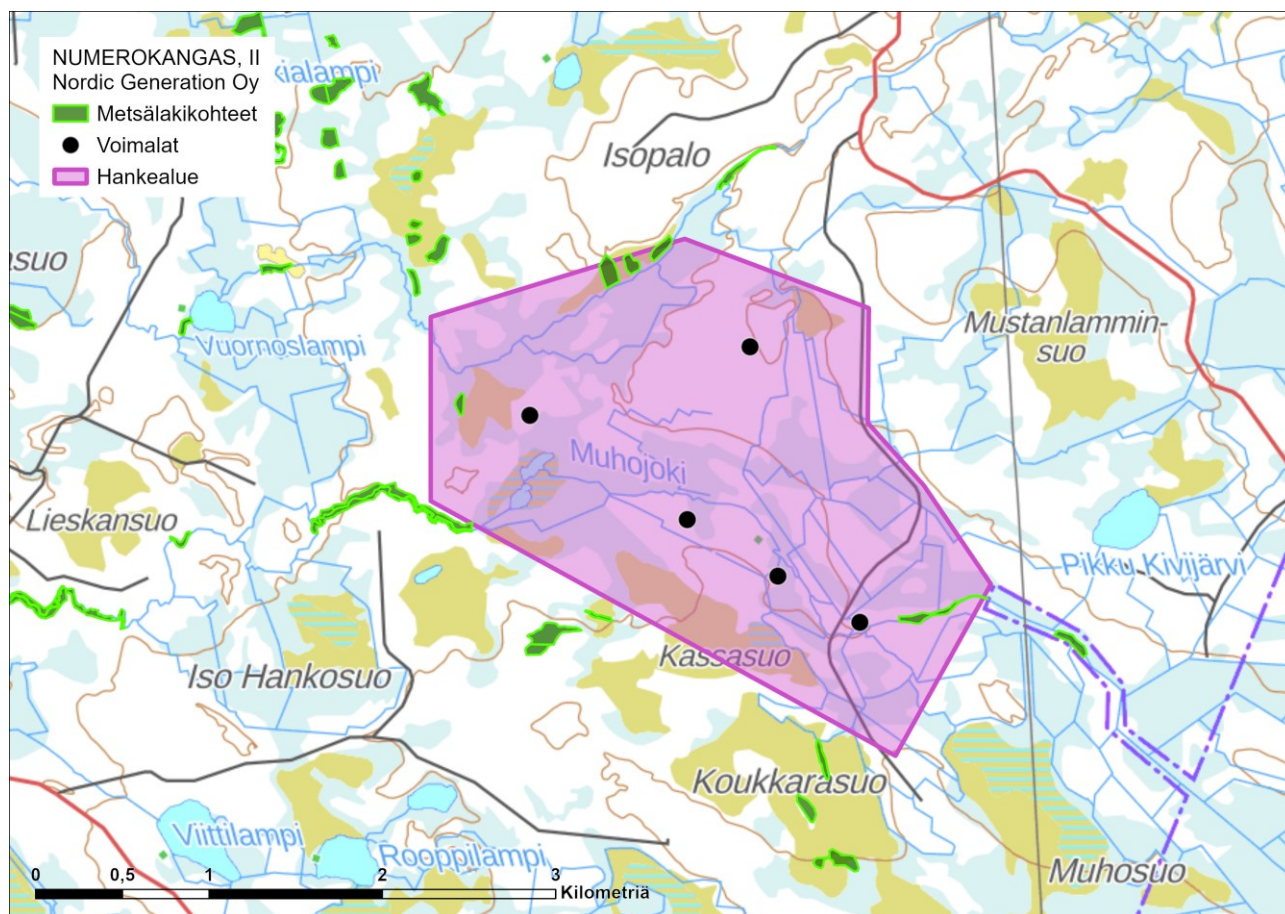 NUMEROKANGAS, II
Nordic Generation Oy
Metsälakikohteet
Voimalat
Hankealue
kialampi
Isopalo
asuo
Vuornoslampi
Mustanlammin-
suo
Muhojoki
Lieskansuo
Pikku Kivijärvi
Kassasuo
Iso Hankosuo
Koukkarasuo
Viittilampi
Rooppilampi
Muhosuo
0 0,5 1 2 3
Kilometriä